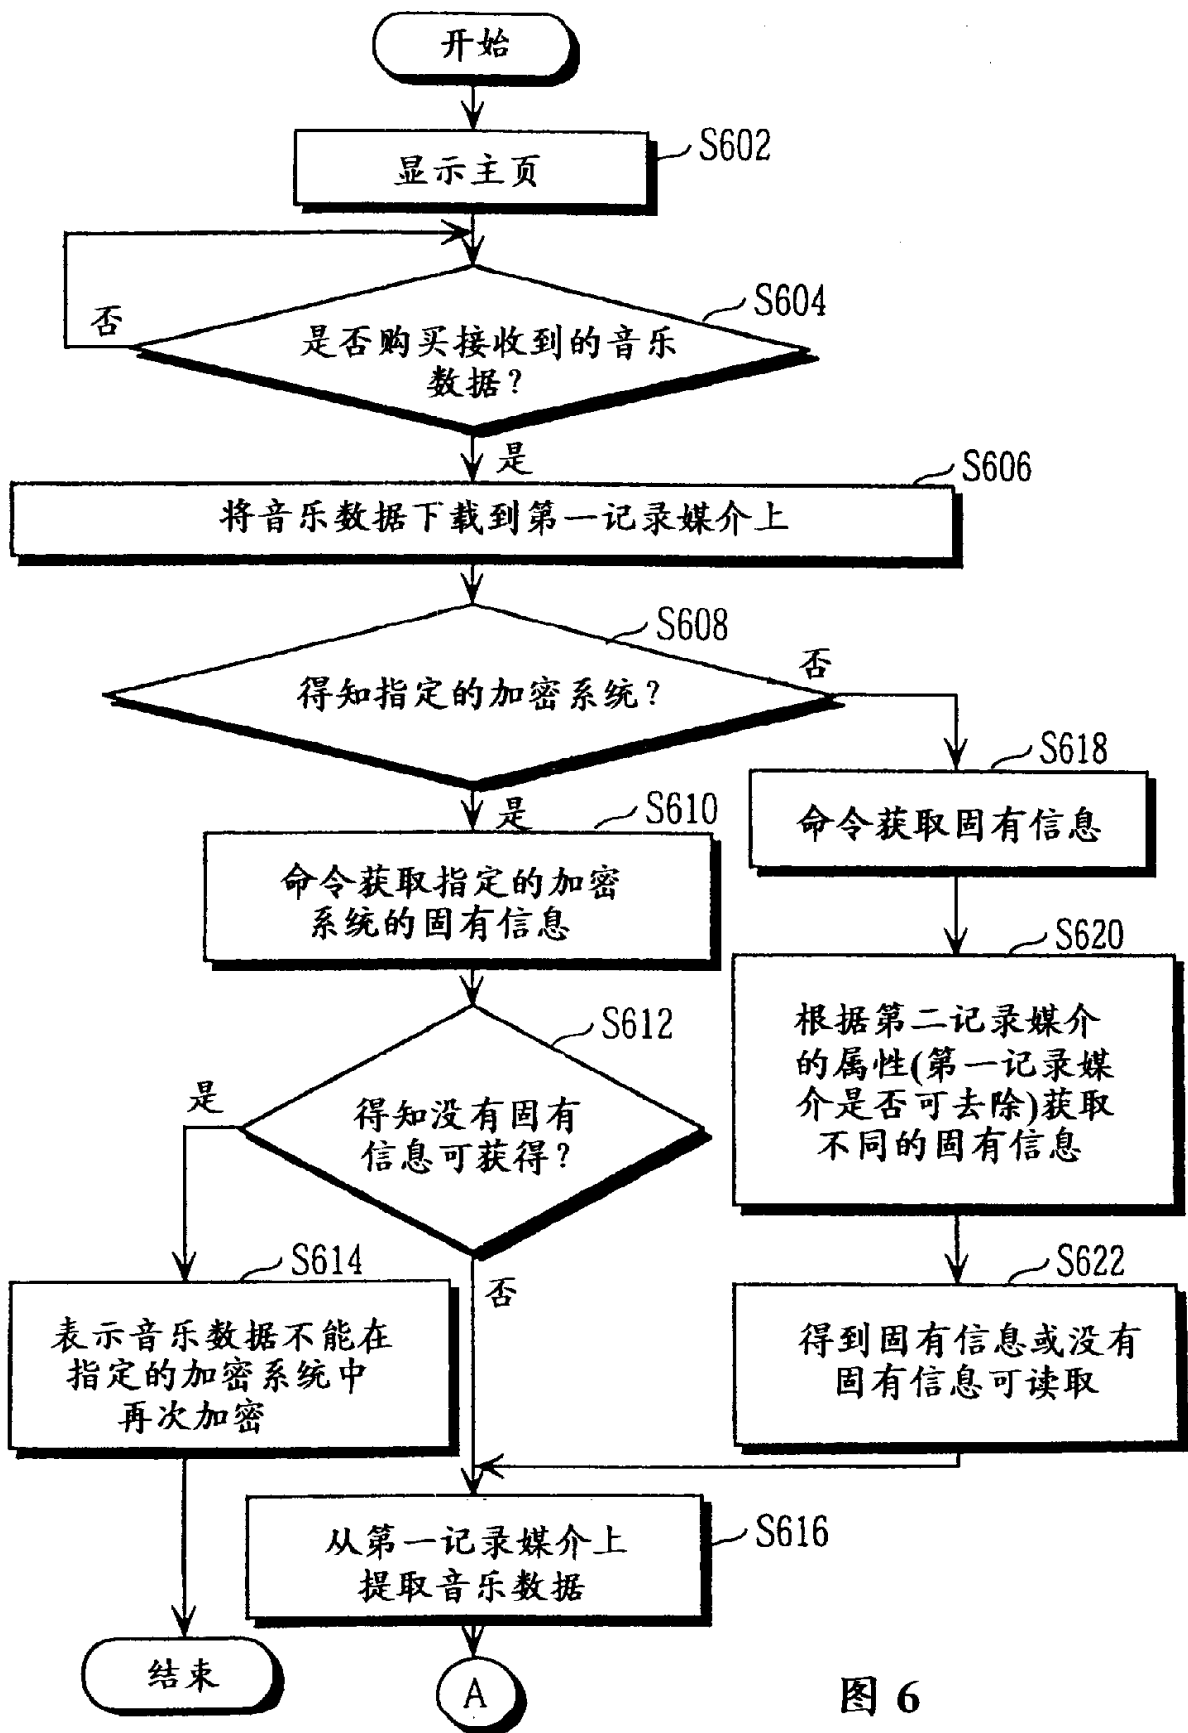 开始
S602
显示主页
S604
否
是否购买接收到的音乐
数据？
是
S606
将音乐数据下载到第一记录媒介上
S608
否
得知指定的加密系统？
是
S618
命令获取固有信息
S610
命令获取指定的加密
系统的固有信息
S620
根据第二记录媒介
的属性(第一记录媒
介是否可去除)获取
不同的固有信息
S612
是
得知没有固有
信息可获得？
否
S614
表示音乐数据不能在
指定的加密系统中
再次加密
S622
得到固有信息或没有
固有信息可读取
S616
从第一记录媒介上
提取音乐数据
结束
A
图 6